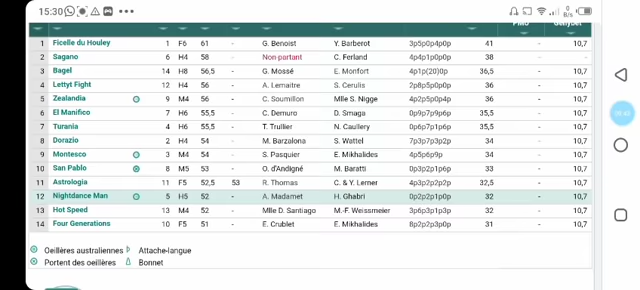 15:30
B/s
1 Ficelle du Houley 1 F6 61 - G. Benoist Y. Barberot 3p5p0p4p0p 41 - 10,7
2 Sagano 6 H4 58 - Non-partant C. Ferland 4p4p1p0p0p 38 - -
3 Bagel 14 H8 56,5 - G. Mossé E. Monfort 4p1p(20)0p 36,5 - 10,7
4 Lettyt Fight 12 H4 56 - A. Lemaitre S. Cerulis 2p8p5p0p0p 36 - 10,7
5 Zealandia 9 M4 56 - C. Soumillon Mlle S. Nigge 4p2p5p0p4p 36 - 10,7
6 El Manifico 7 H6 55,5 - C. Demuro D. Smaga 0p9p7p9p6p 35,5 - 10,7
7 Turania 4 H6 55,5 - T. Trullier N. Caullery 0p6p7p1p6p 35,5 - 10,7
8 Dorazio 2 H4 54 - M. Barzalona S. Wattel 7p3p7p3p2p 34 - 10,7
9 Montesco 3 M4 54 - S. Pasquier E. Mikhalides 4p5p6p9p 34 - 10,7
10 San Pablo 8 M5 53 - O. d'Andigné M. Baratti 0p3p2p1p6p 33 - 10,7
11 Astrologia 11 F5 52,5 53 R. Thomas C. & Y. Lerner 4p3p2p2p2p 32,5 - 10,7
12 Nightdance Man 5 H5 52 - A. Madamet H. Ghabri 0p2p2p1p0p 32 - 10,7
13 Hot Speed 13 M4 52 - Mlle D. Santiago M.-F. Weissmeier 3p6p3p1p3p 32 - 10,7
14 Four Generations 10 F5 51 - E. Crublet E. Mikhalides 8p2p2p3p0p 31 - 10,7
Oeillères australiennes Attache-langue
Portent des oeillères Bonnet